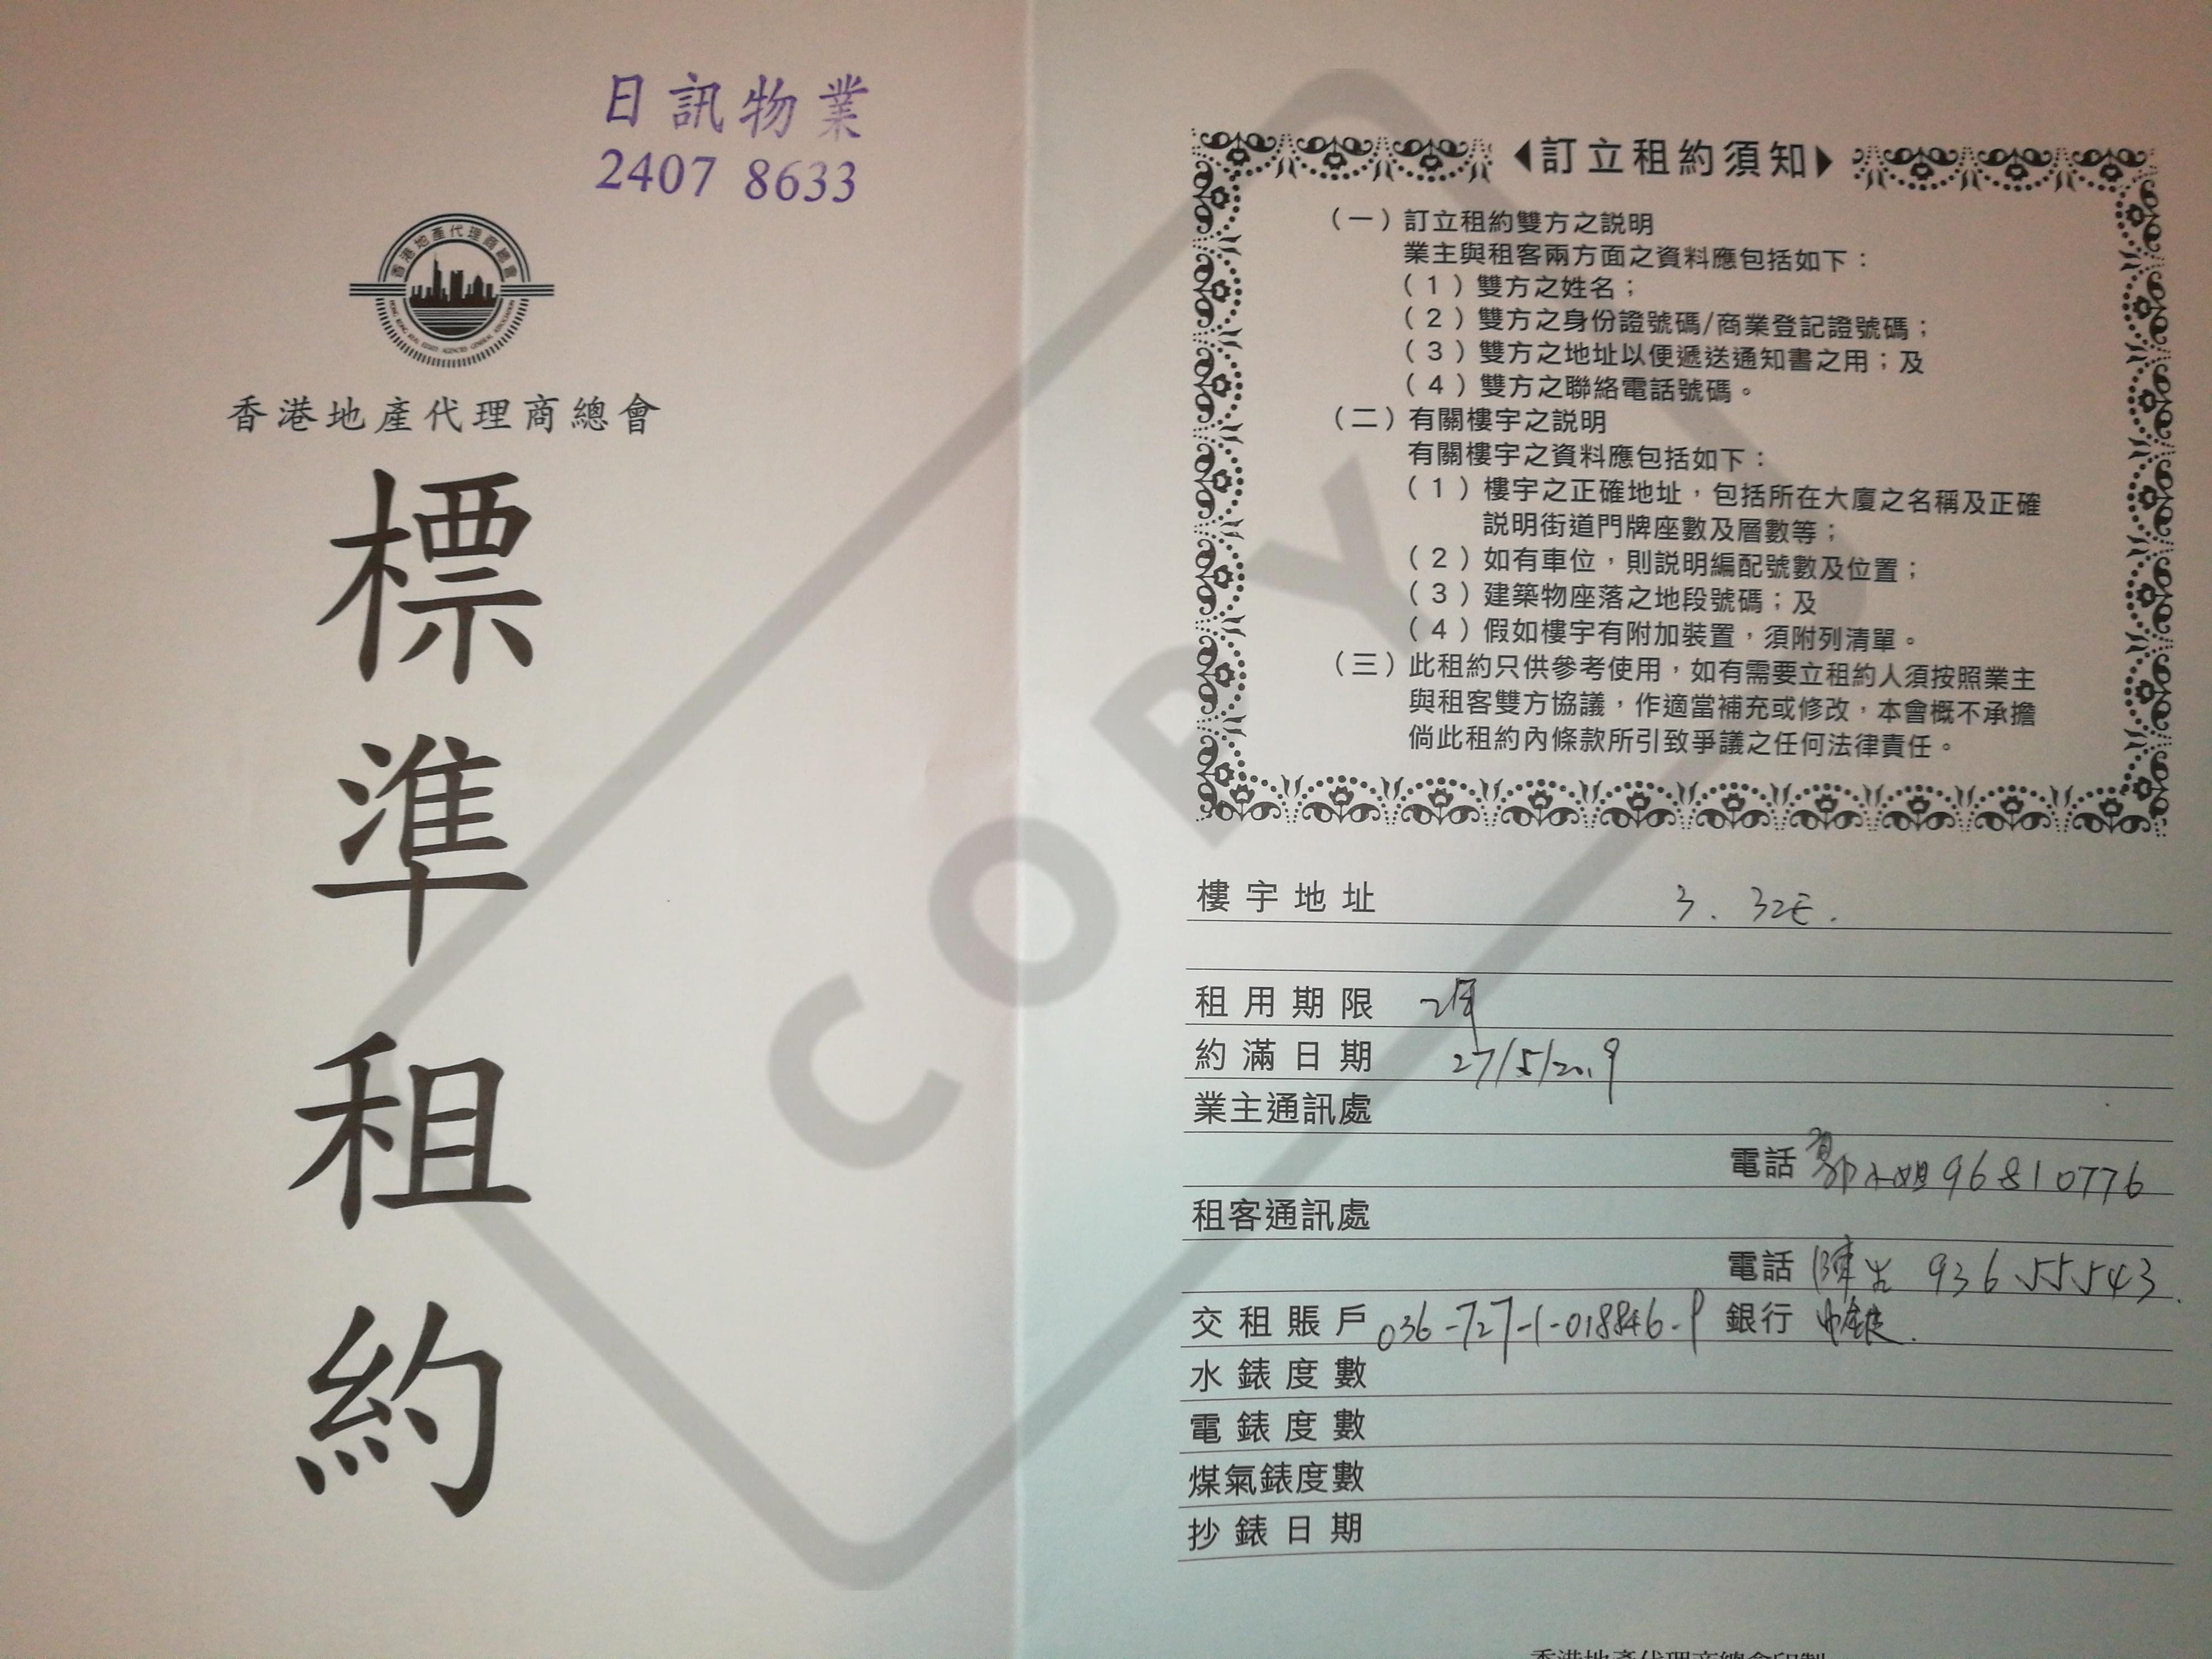 日訊物業
2407 8633
香港地產代理商總會
HONG KONG REAL ESTATE AGENCIES GENERAL ASSOCIATION
香港地產代理商總會
標準租約
COPY
訂立租約須知
（一）訂立租約雙方之說明
業主與租客兩方面之資料應包括如下：
（1）雙方之姓名；
（2）雙方之身份證號碼/商業登記證號碼；
（3）雙方之地址以便遞送通知書之用；及
（4）雙方之聯絡電話號碼。
（二）有關樓宇之說明
有關樓宇之資料應包括如下：
（1）樓宇之正確地址，包括所在大廈之名稱及正確
說明街道門牌座數及層數等；
（2）如有車位，則說明編配號數及位置；
（3）建築物座落之地段號碼；及
（4）假如樓宇有附加裝置，須附列清單。
（三）此租約只供參考使用，如有需要立租約人須按照業主
與租客雙方協議，作適當補充或修改，本會概不承擔
倘此租約內條款所引致爭議之任何法律責任。
樓宇地址 3. 32E.
租用期限 2年
約滿日期 27/5/2019
業主通訊處
電話 鄭小姐 96810776
租客通訊處
電話 陳生 93655543.
交租賬戶 036-727-1-018846-9 銀行 中銀.
水錶度數
電錶度數
煤氣錶度數
抄錶日期